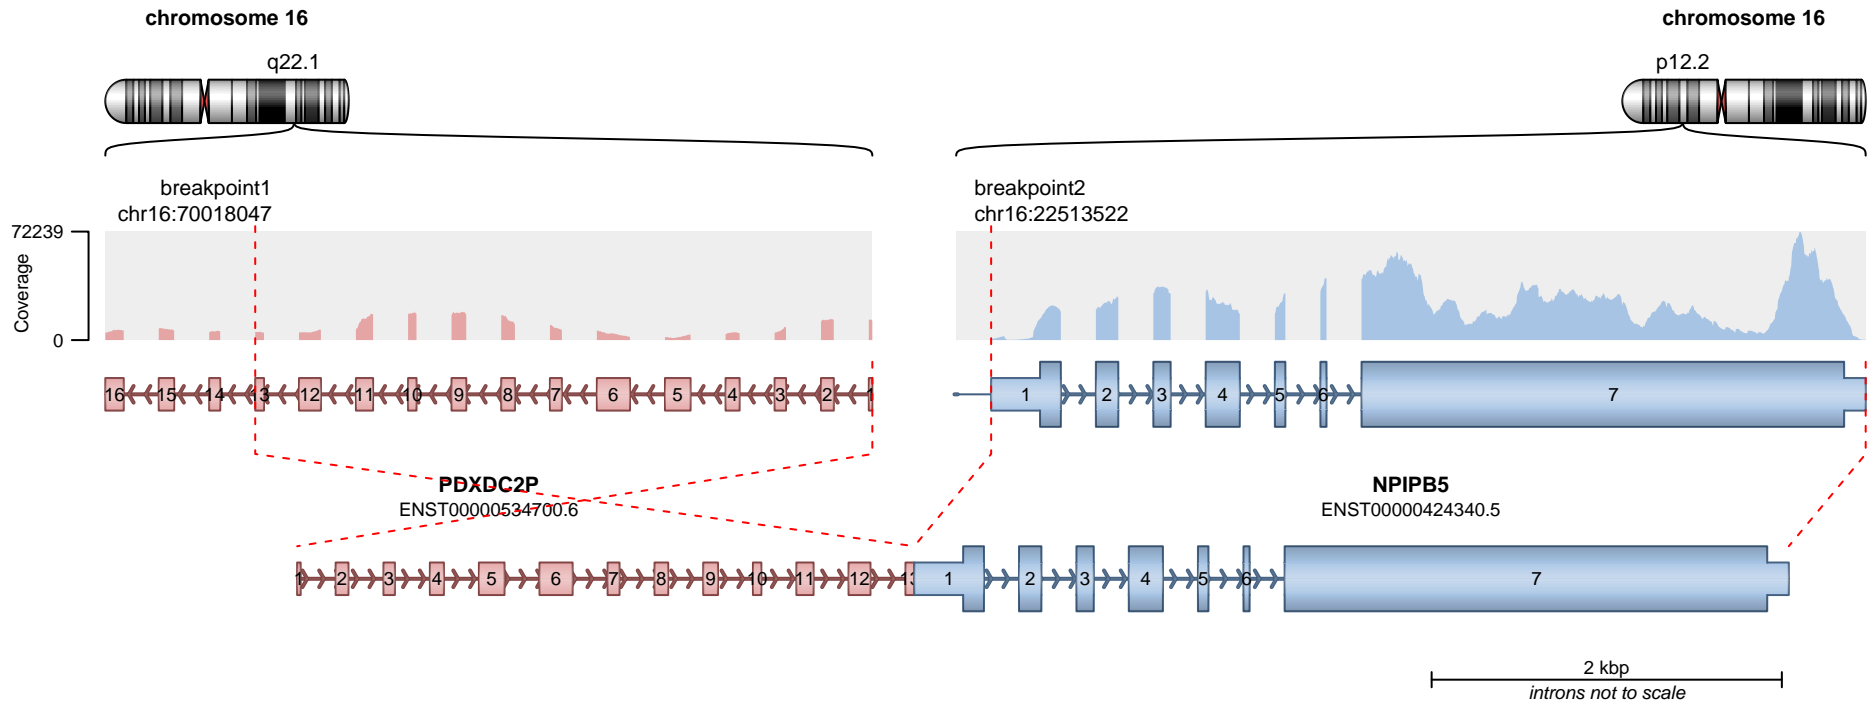 chromosome 16
chromosome 16
q22.1
p12.2
breakpoint1
chr16:70018047
breakpoint2
chr16:22513522
72239
Coverage
0
16 15 14 13 12 11 10 9 8 7 6 5 4 3 2 1
1 2 3 4 5 6 7
PDXDC2P
ENST00000534700.6
NPIPB5
ENST00000424340.5
1 2 3 4 5 6 7 8 9 10 11 12 13
1 2 3 4 5 6 7
2 kbp
introns not to scale